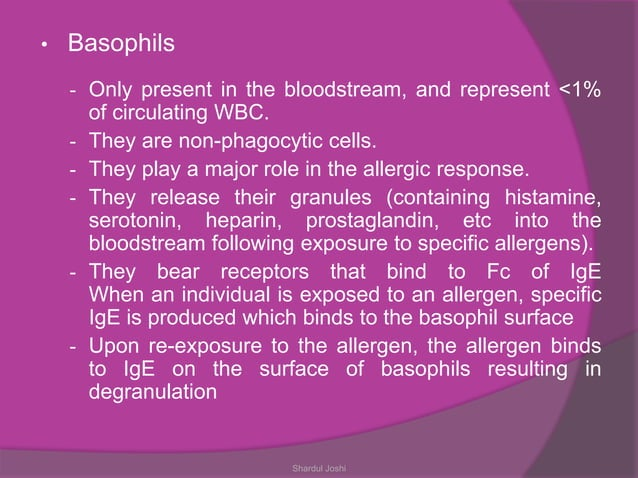 • Basophils
- Only present in the bloodstream, and represent <1%
of circulating WBC.
- They are non-phagocytic cells.
- They play a major role in the allergic response.
- They release their granules (containing histamine,
serotonin, heparin, prostaglandin, etc into the
bloodstream following exposure to specific allergens).
- They bear receptors that bind to Fc of IgE
When an individual is exposed to an allergen, specific
IgE is produced which binds to the basophil surface
- Upon re-exposure to the allergen, the allergen binds
to IgE on the surface of basophils resulting in
degranulation
Shardul Joshi